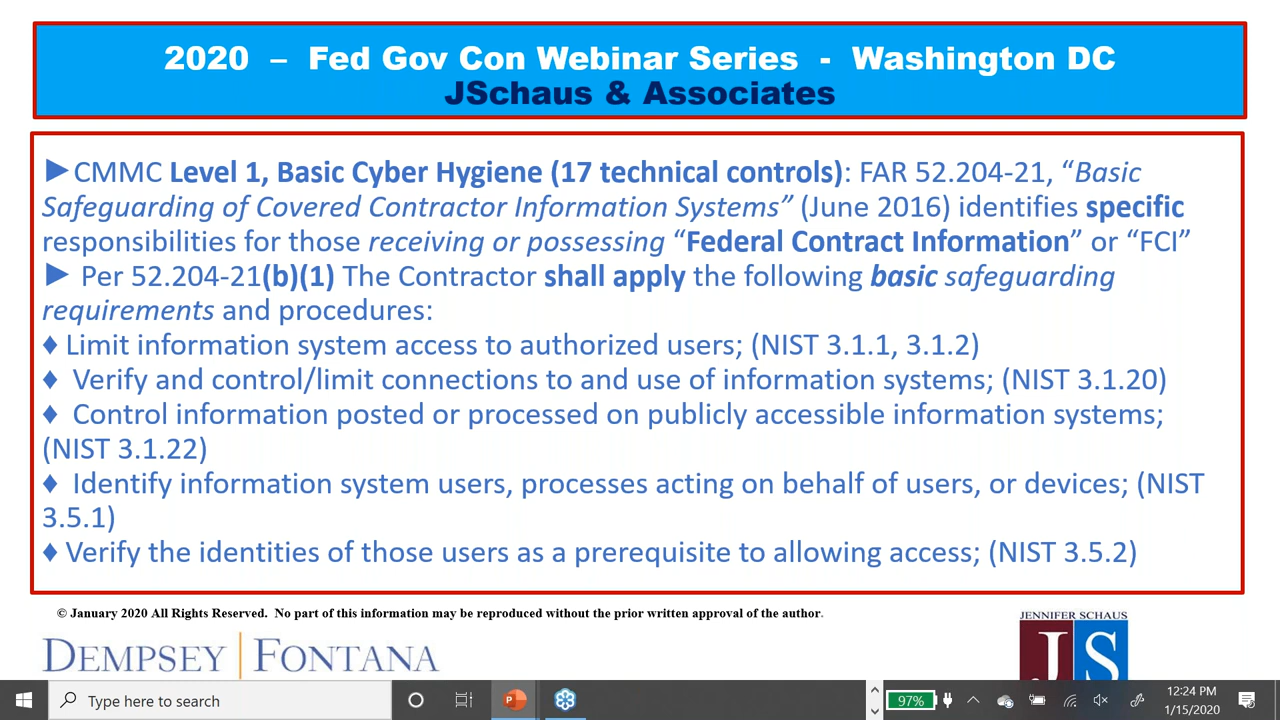 2020 – Fed Gov Con Webinar Series - Washington DC
JSchaus & Associates
►CMMC Level 1, Basic Cyber Hygiene (17 technical controls): FAR 52.204-21, “Basic
Safeguarding of Covered Contractor Information Systems” (June 2016) identifies specific
responsibilities for those receiving or possessing “Federal Contract Information” or “FCI”
► Per 52.204-21(b)(1) The Contractor shall apply the following basic safeguarding
requirements and procedures:
♦ Limit information system access to authorized users; (NIST 3.1.1, 3.1.2)
♦ Verify and control/limit connections to and use of information systems; (NIST 3.1.20)
♦ Control information posted or processed on publicly accessible information systems;
(NIST 3.1.22)
♦ Identify information system users, processes acting on behalf of users, or devices; (NIST
3.5.1)
♦ Verify the identities of those users as a prerequisite to allowing access; (NIST 3.5.2)
© January 2020 All Rights Reserved. No part of this information may be reproduced without the prior written approval of the author.
DEMPSEY | FONTANA
JENNIFER SCHAUS
JS
Type here to search
97%
12:24 PM
1/15/2020